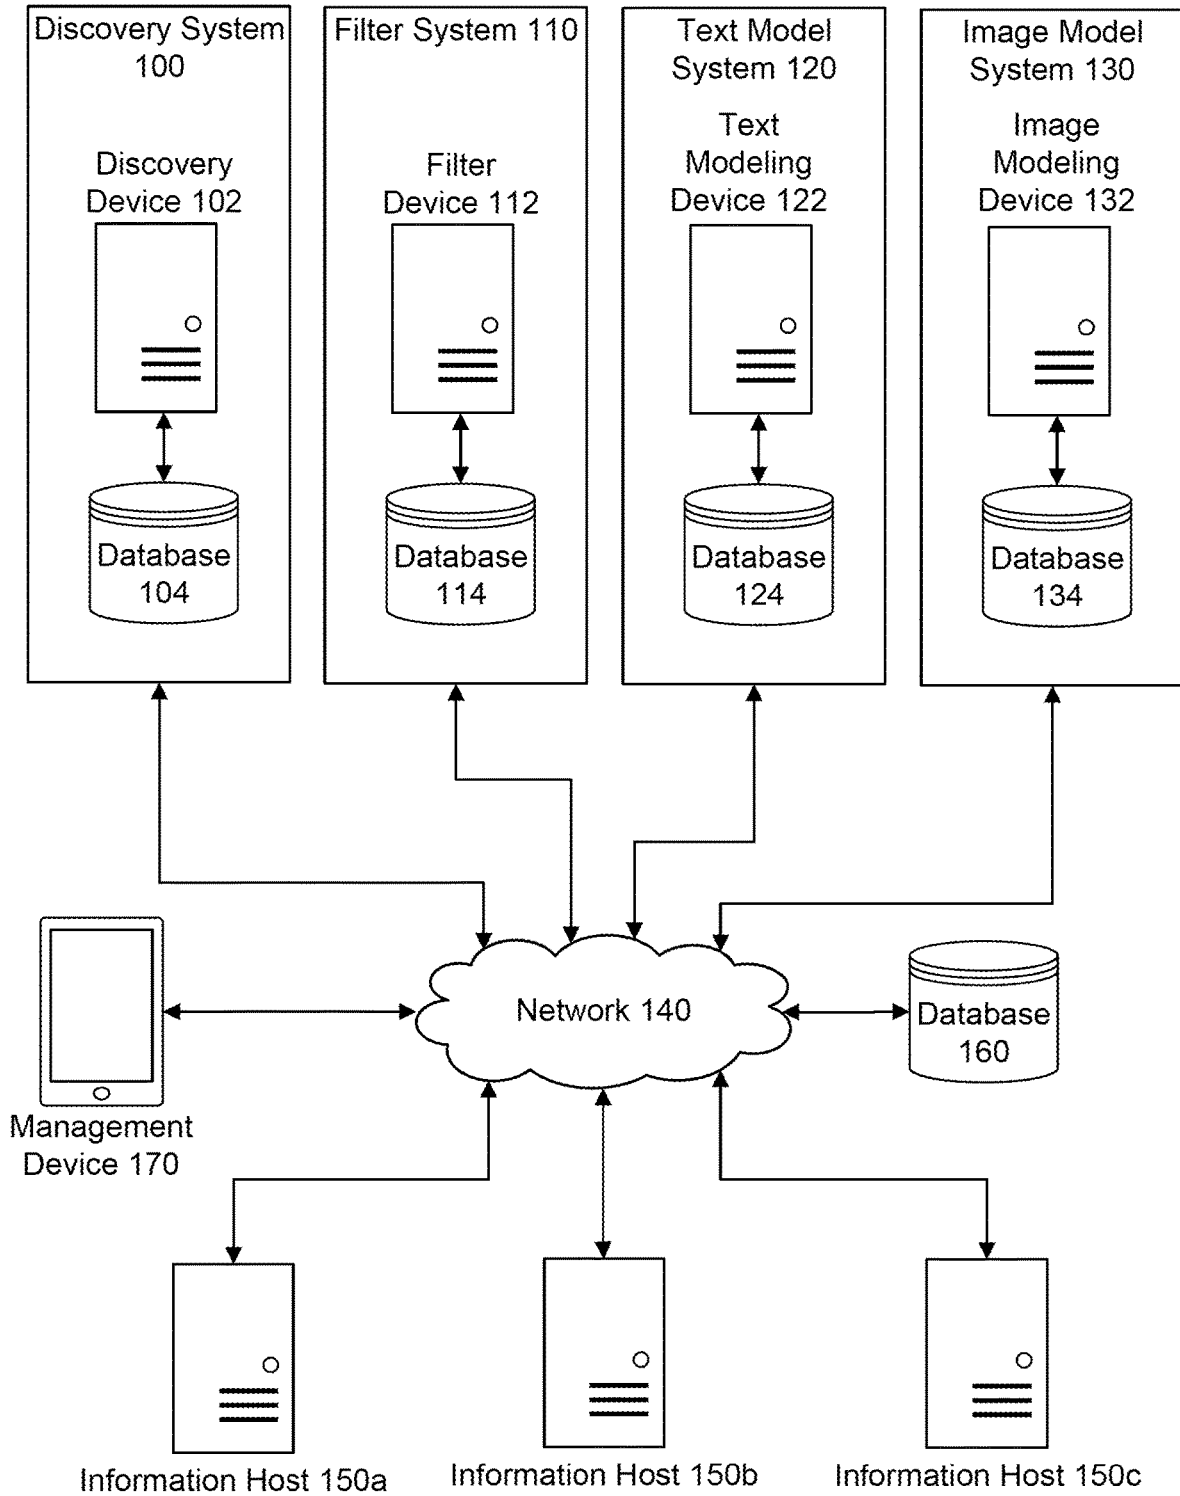 Discovery System
100
Discovery
Device 102
Database
104
Filter System 110
Filter
Device 112
Database
114
Text Model
System 120
Text
Modeling
Device 122
Database
124
Image Model
System 130
Image
Modeling
Device 132
Database
134
Network 140
Database
160
Management
Device 170
Information Host 150a
Information Host 150b
Information Host 150c